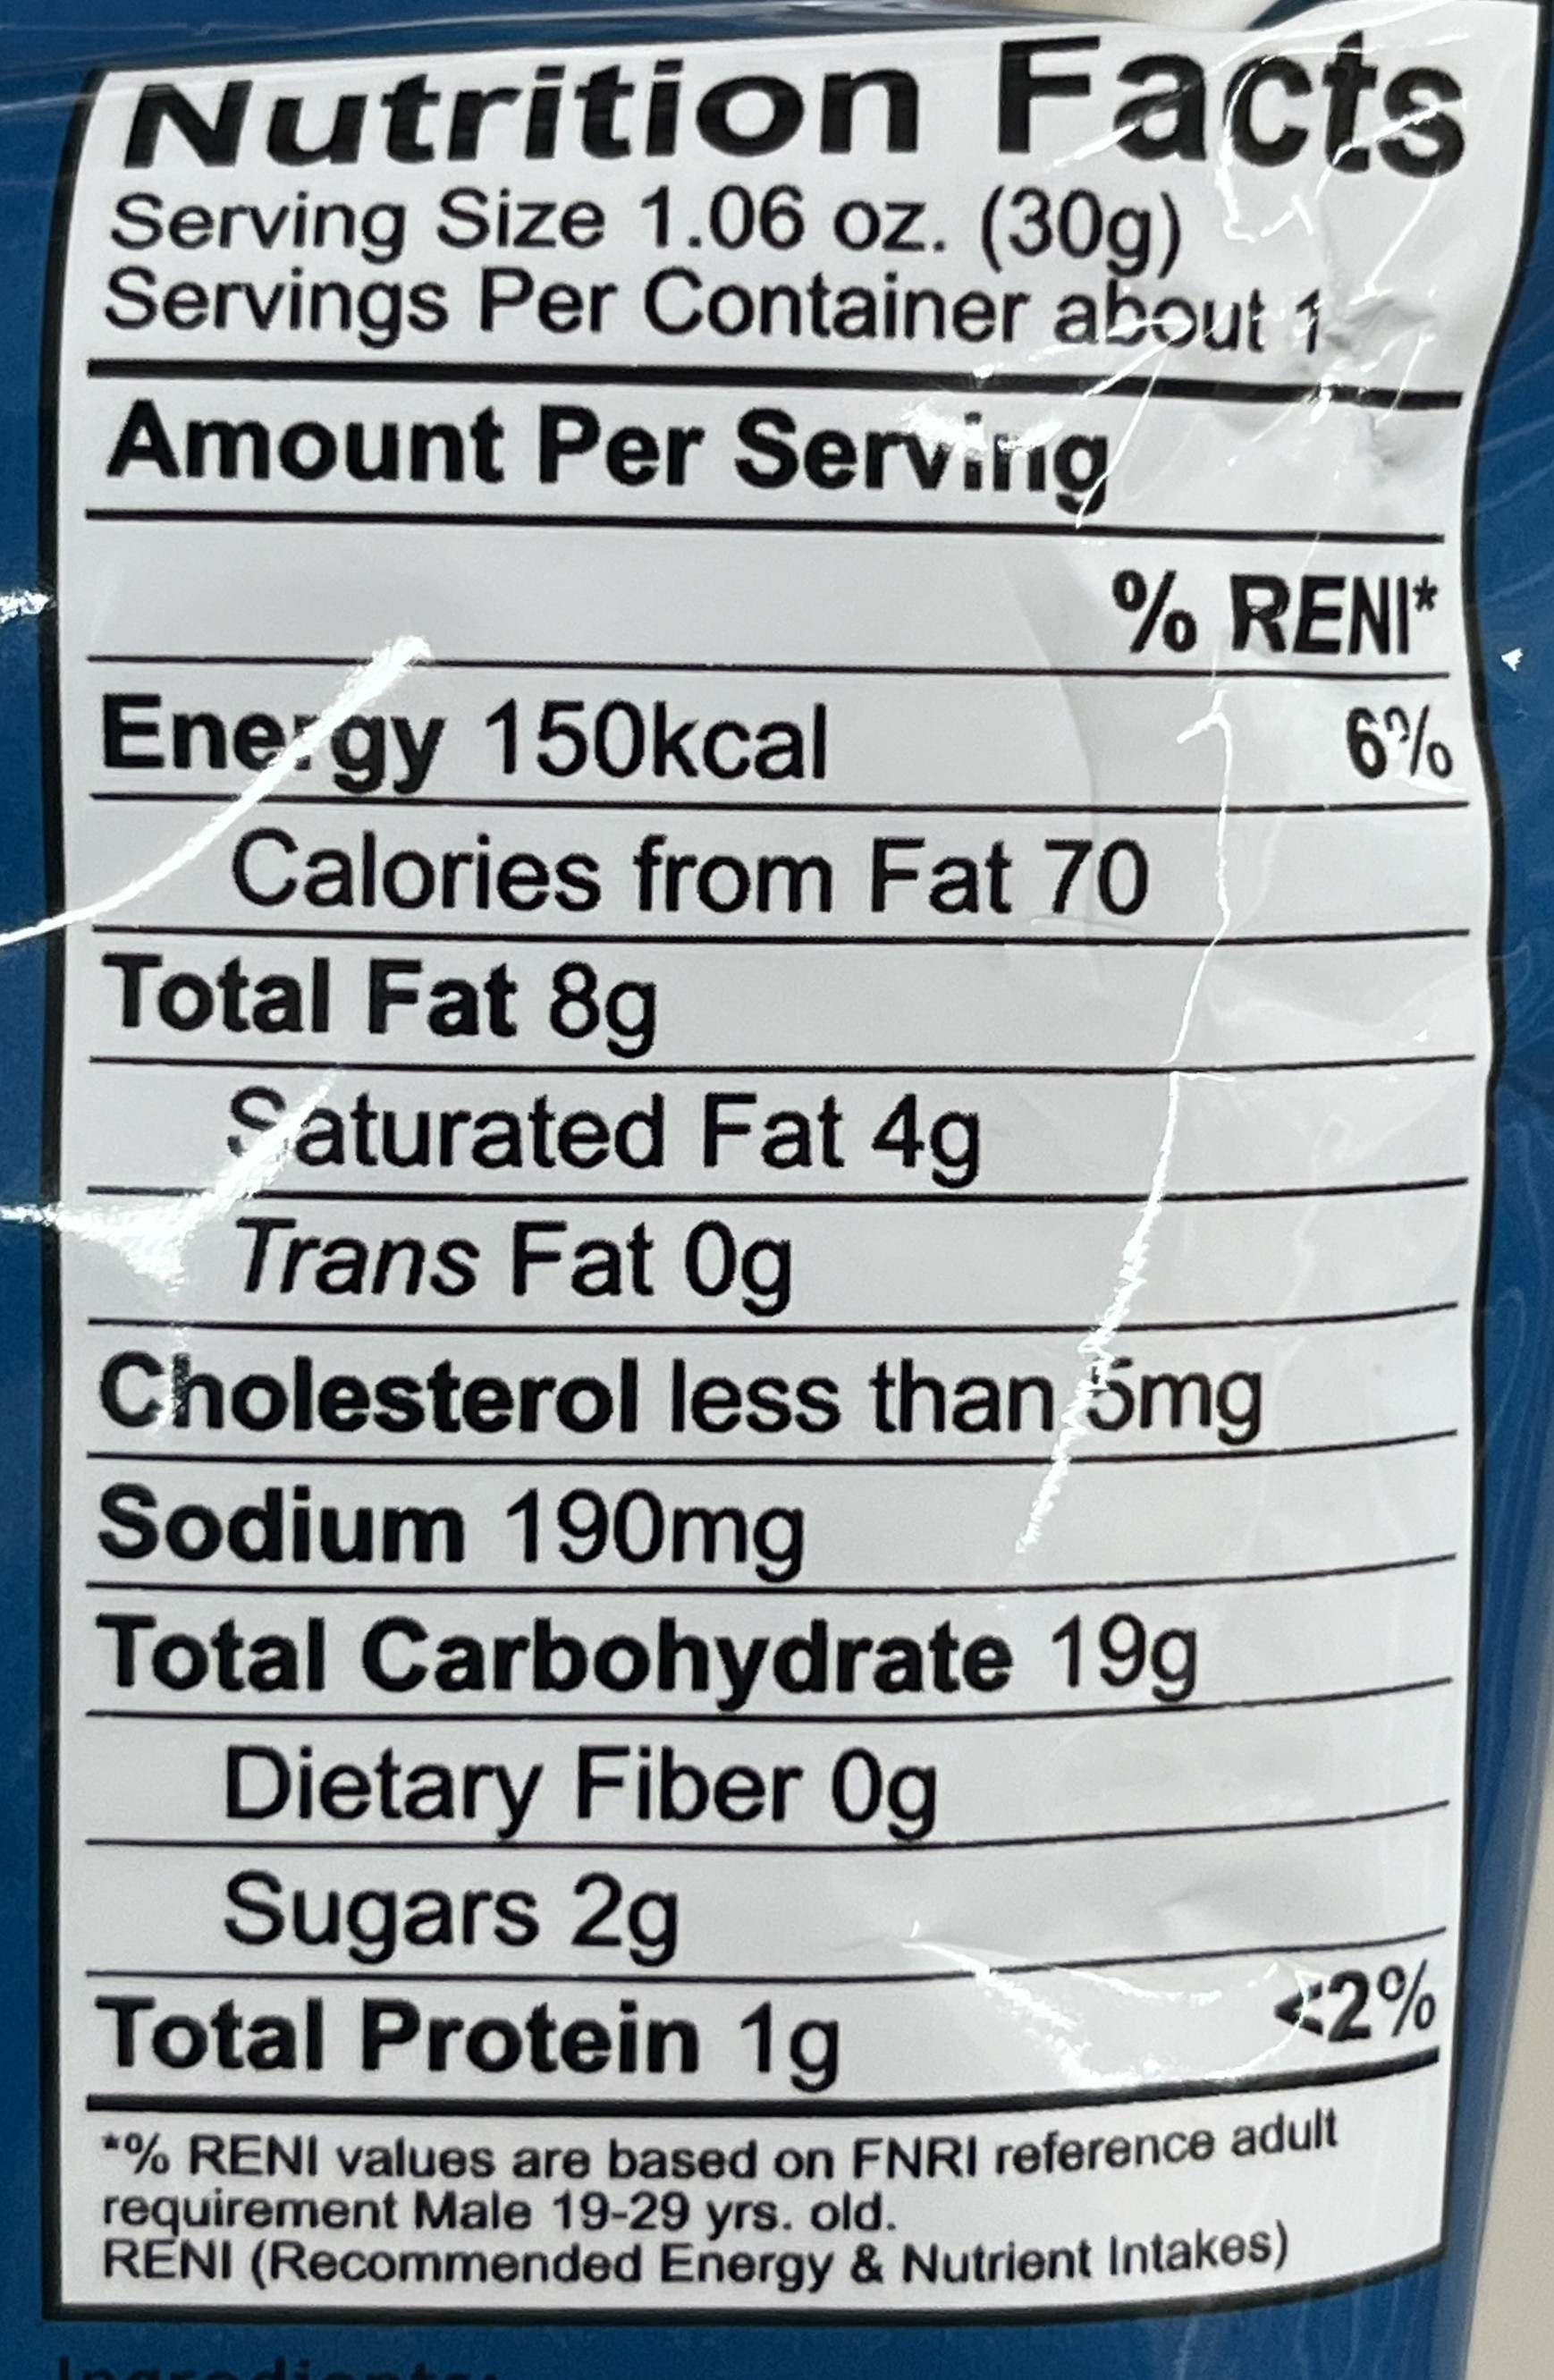 Nutrition Facts
Serving Size 1.06 oz. (30g)
Servings Per Container about 1
Amount Per Serving
% RENI*
Energy 150kcal 6%
Calories from Fat 70
Total Fat 8g
Saturated Fat 4g
Trans Fat 0g
Cholesterol less than 5mg
Sodium 190mg
Total Carbohydrate 19g
Dietary Fiber 0g
Sugars 2g
Total Protein 1g <2%
*% RENI values are based on FNRI reference adult
requirement Male 19-29 yrs. old.
RENI (Recommended Energy & Nutrient Intakes)
Ingredients: